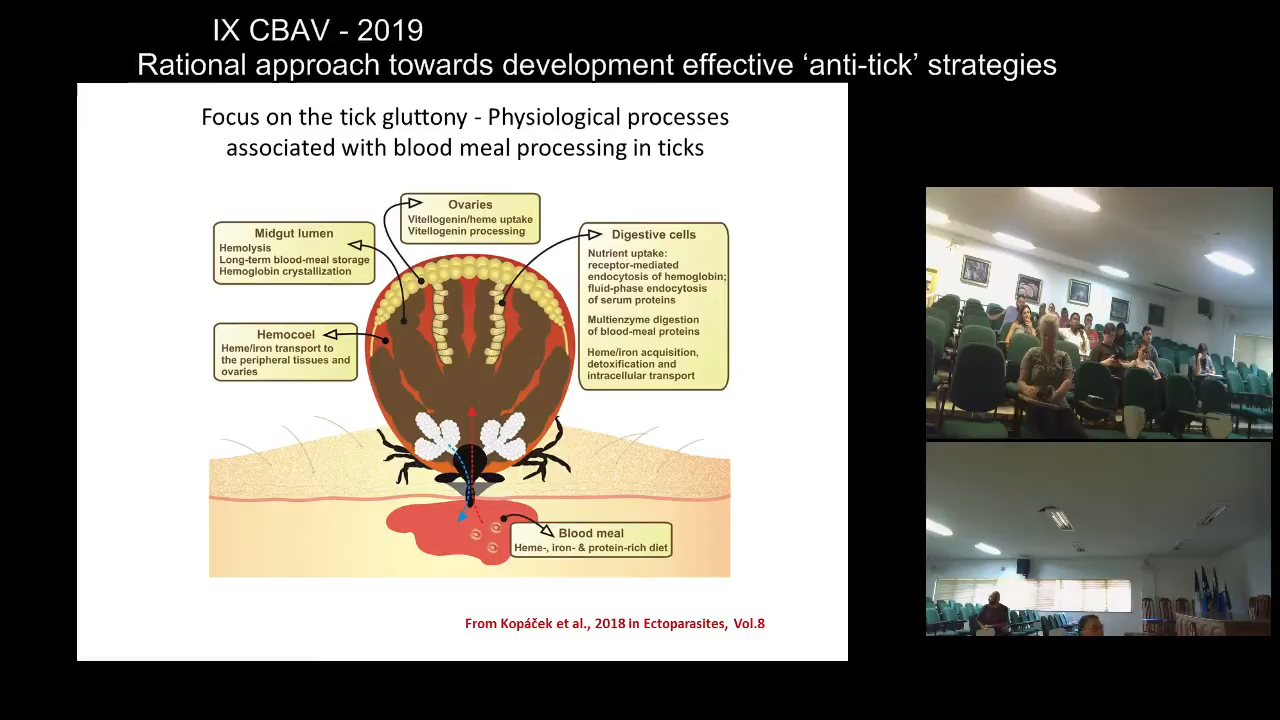 IX CBAV - 2019
Rational approach towards development effective ‘anti-tick’ strategies
Focus on the tick gluttony - Physiological processes
associated with blood meal processing in ticks
Ovaries
Vitellogenin/heme uptake
Vitellogenin processing
Midgut lumen
Hemolysis
Long-term blood-meal storage
Hemoglobin crystallization
Digestive cells
Nutrient uptake:
receptor-mediated
endocytosis of hemoglobin;
fluid-phase endocytosis
of serum proteins
Multienzyme digestion
of blood-meal proteins
Heme/iron acquisition,
detoxification and
intracellular transport
Hemocoel
Heme/iron transport to
the peripheral tissues and
ovaries
Blood meal
Heme-, iron- & protein-rich diet
From Kopáček et al., 2018 in Ectoparasites, Vol.8